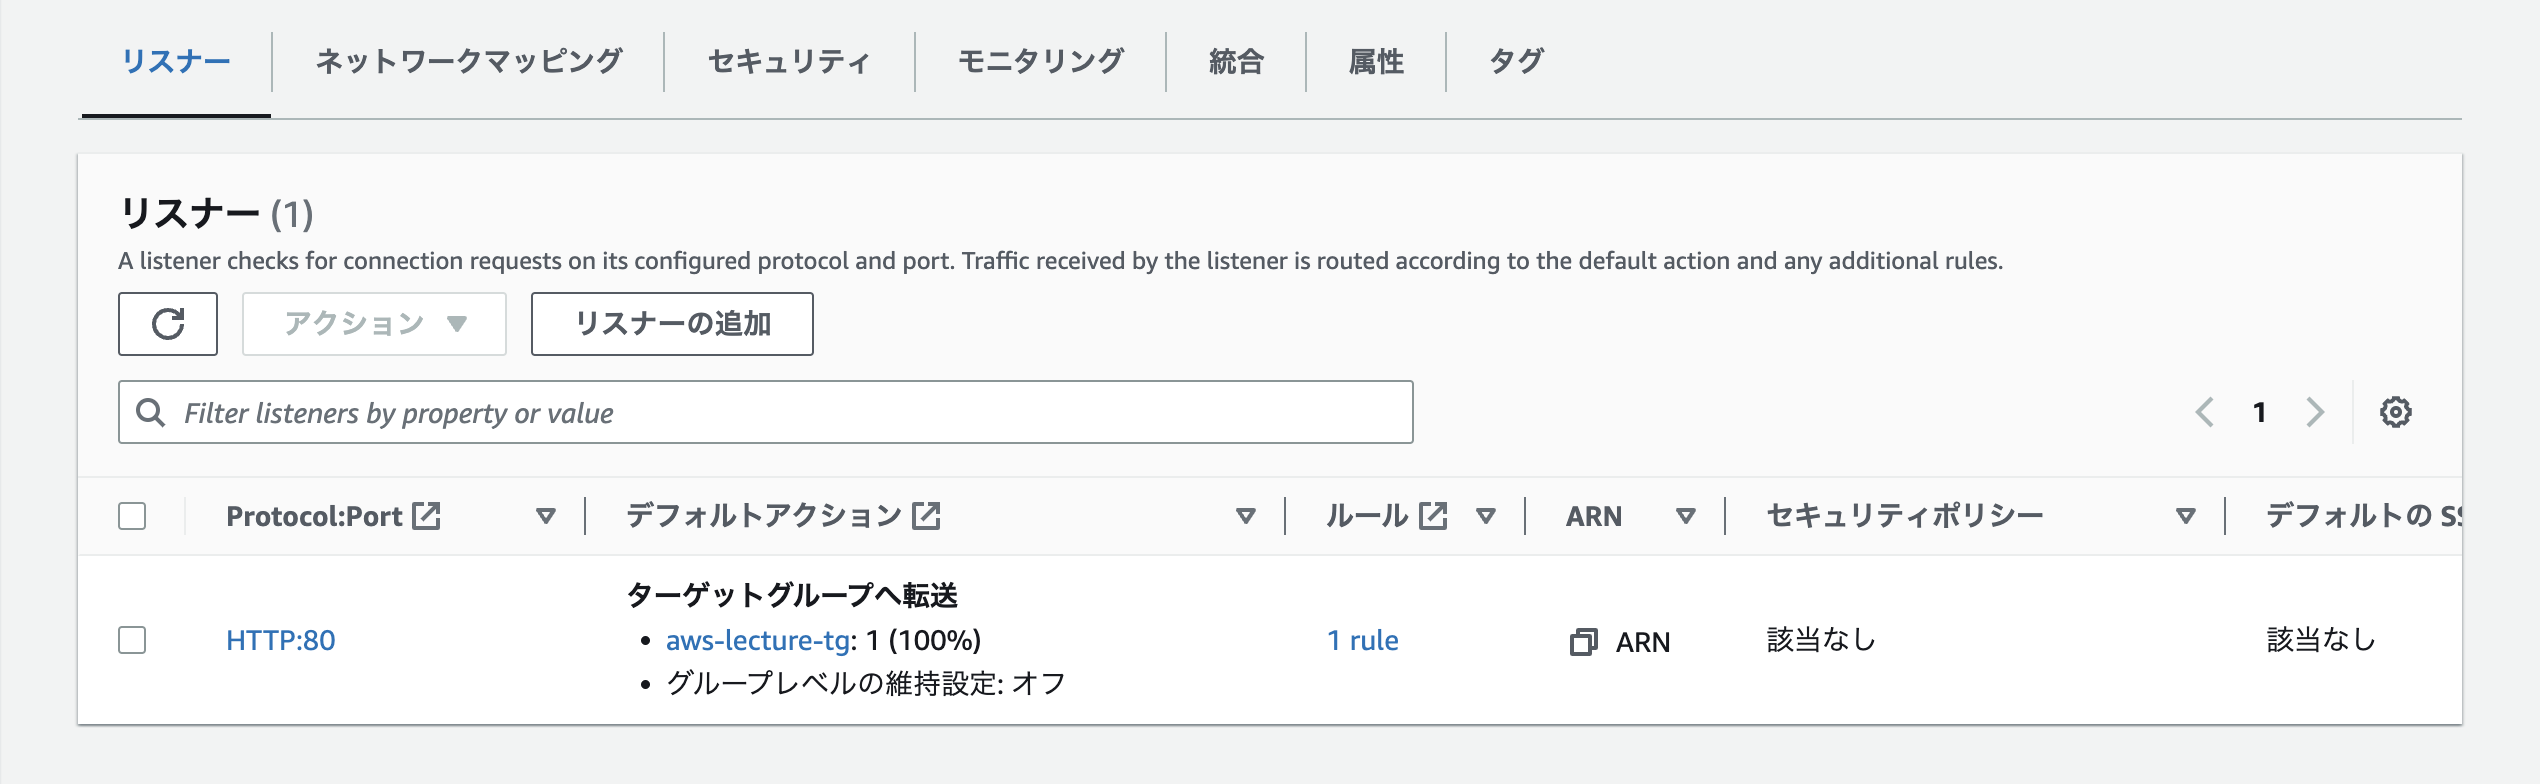 リスナー ネットワークマッピング セキュリティ モニタリング 統合 属性 タグ
リスナー (1)
A listener checks for connection requests on its configured protocol and port. Traffic received by the listener is routed according to the default action and any additional rules.
アクション リスナーの追加
Filter listeners by property or value
1
Protocol:Port デフォルトアクション ルール ARN セキュリティポリシー デフォルトの
ターゲットグループへ転送
HTTP:80 • aws-lecture-tg: 1 (100%) 1 rule ARN 該当なし 該当なし
• グループレベルの維持設定: オフ